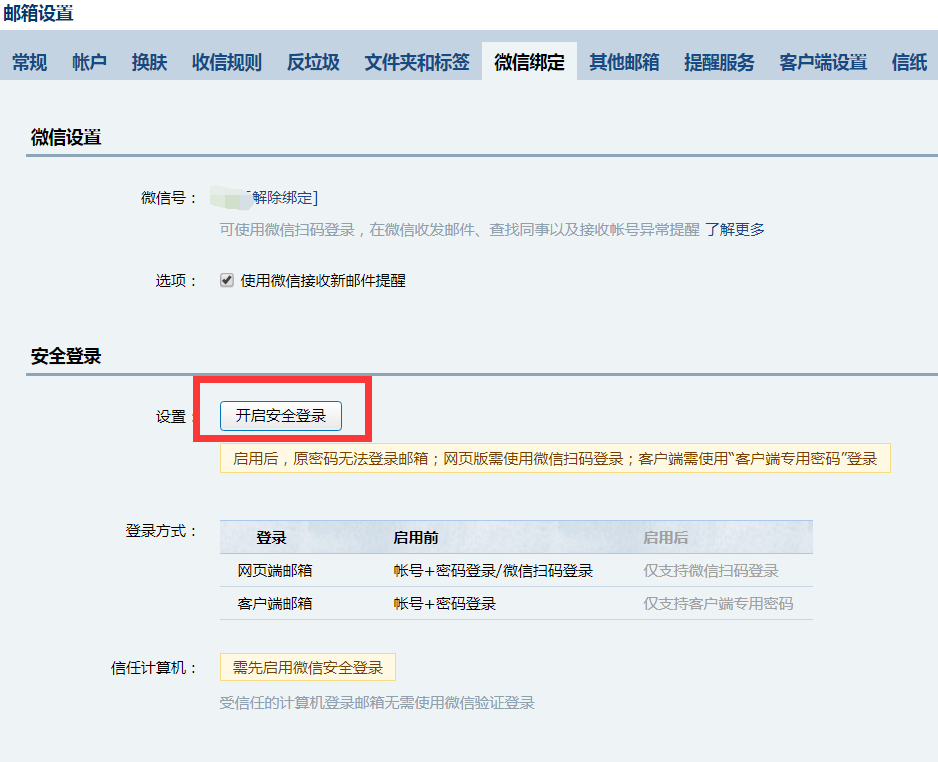 邮箱设置
常规 帐户 换肤 收信规则 反垃圾 文件夹和标签 微信绑定 其他邮箱 提醒服务 客户端设置 信纸
微信设置
微信号： [解除绑定]
可使用微信扫码登录，在微信收发邮件、查找同事以及接收帐号异常提醒 了解更多
选项： 使用微信接收新邮件提醒
安全登录
设置： 开启安全登录
启用后，原密码无法登录邮箱；网页版需使用微信扫码登录；客户端需使用“客户端专用密码”登录
登录方式： 登录 启用前 启用后
网页端邮箱 帐号+密码登录/微信扫码登录 仅支持微信扫码登录
客户端邮箱 帐号+密码登录 仅支持客户端专用密码
信任计算机： 需先启用微信安全登录
受信任的计算机登录邮箱无需使用微信验证登录